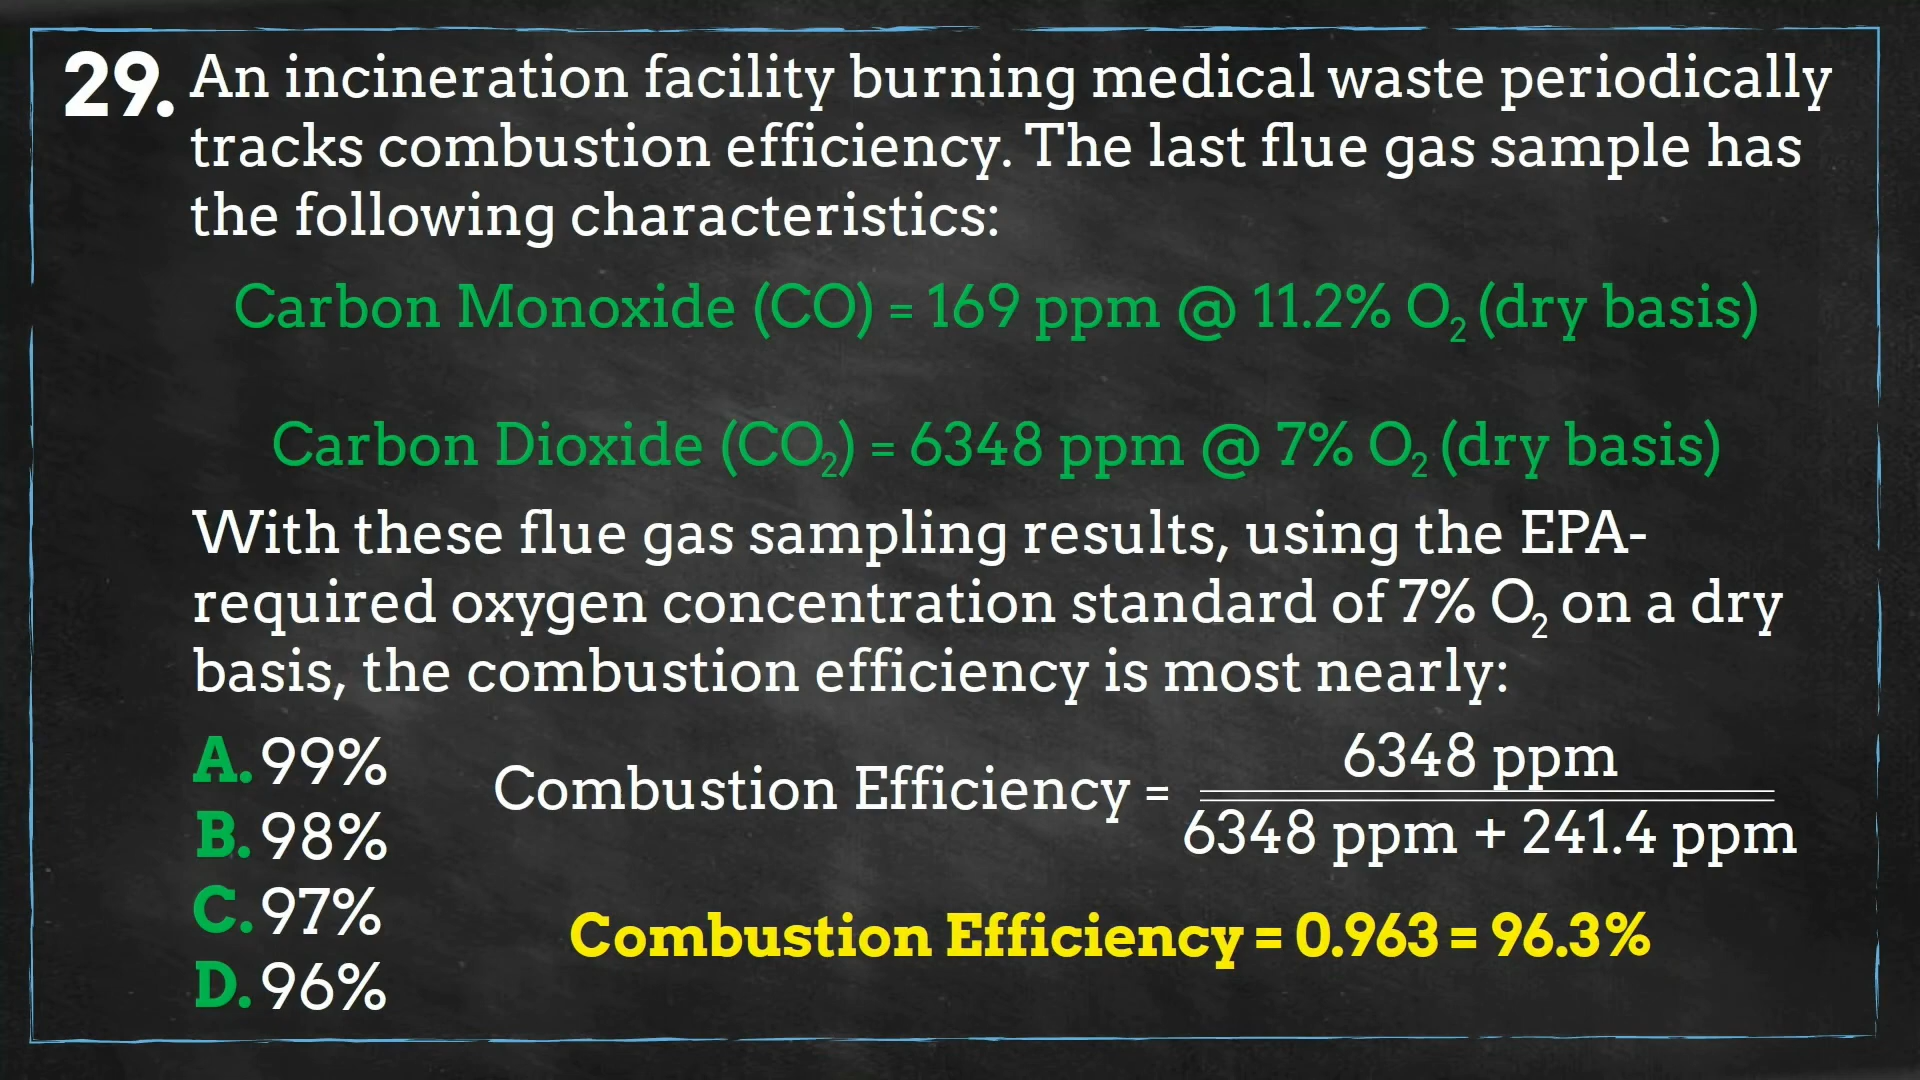 29. An incineration facility burning medical waste periodically
tracks combustion efficiency. The last flue gas sample has
the following characteristics:
Carbon Monoxide (CO) = 169 ppm @ 11.2% O₂ (dry basis)
Carbon Dioxide (CO₂) = 6348 ppm @ 7% O₂ (dry basis)
With these flue gas sampling results, using the EPA-
required oxygen concentration standard of 7% O₂ on a dry
basis, the combustion efficiency is most nearly:
A. 99%
B. 98%
C. 97%
D. 96%
6348 ppm
Combustion Efficiency =
6348 ppm + 241.4 ppm
Combustion Efficiency = 0.963 = 96.3%